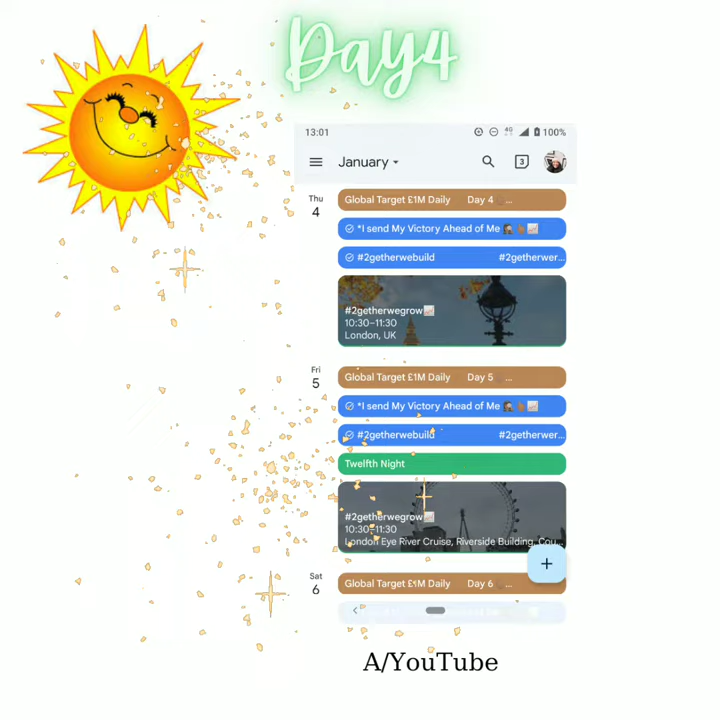 Day4
13:01
4G
100%
January
3
Thu
4
Global Target £1M Daily Day 4 ...
*I send My Victory Ahead of Me
#2getherwebuild #2getherwer...
#2getherwegrow
10:30–11:30
London, UK
Fri
5
Global Target £1M Daily Day 5 ...
*I send My Victory Ahead of Me
#2getherwebuild #2getherwer...
Twelfth Night
#2getherwegrow
10:30–11:30
London Eye River Cruise, Riverside Building, Cou...
Sat
6
Global Target £1M Daily Day 6 ...
A/YouTube